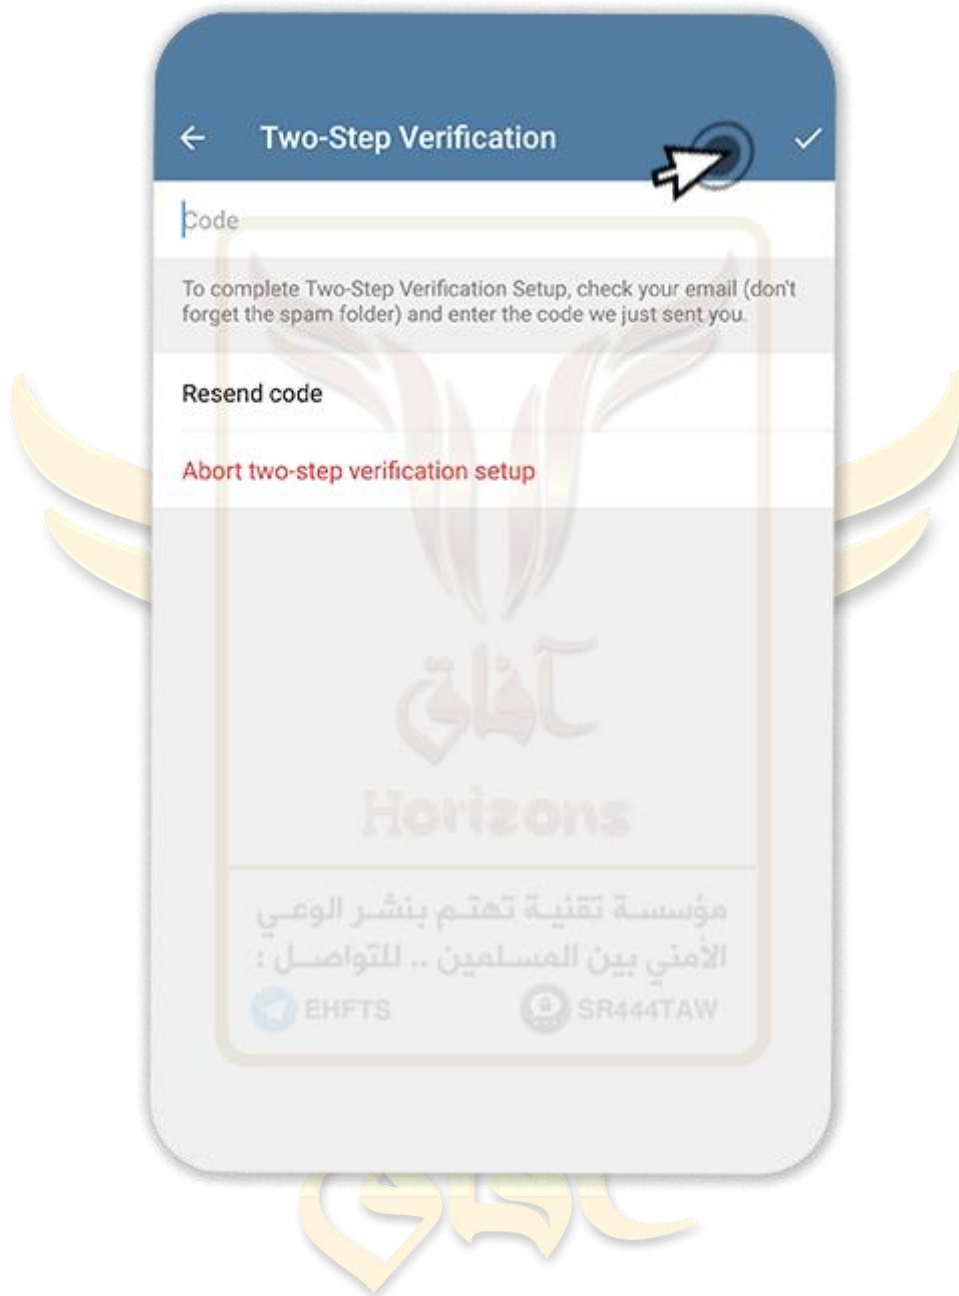 Two-Step Verification
Code
To complete Two-Step Verification Setup, check your email (don't
forget the spam folder) and enter the code we just sent you.
Resend code
Abort two-step verification setup
آفاق
Horizons
مؤسسة تقنية تهتم بنشر الوعي
الأمني بين المسلمين .. للتواصل :
EHFTS SR444TAW
آفاق